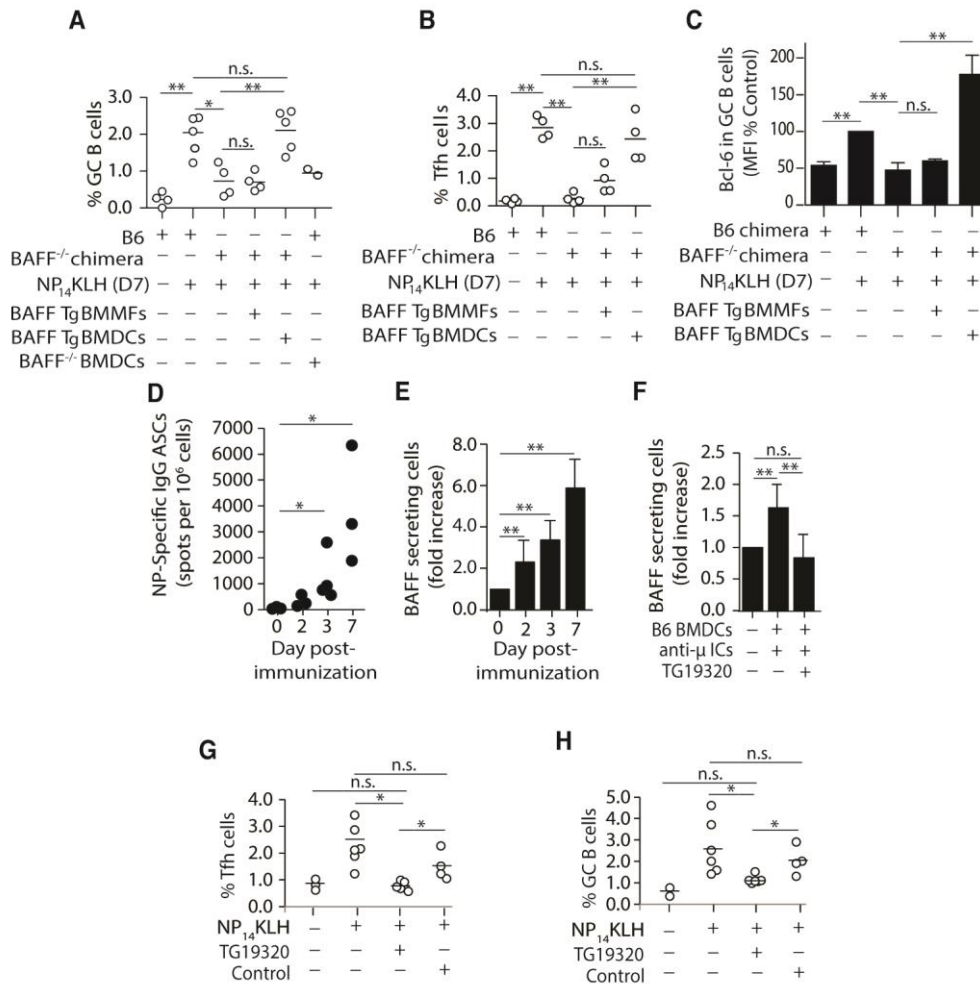 A
n.s.
** **
*
n.s.
% GC B cells
3.0
2.0
1.0
0.0
B6 + + − − − +
BAFF-/- chimera − − + + + −
NP14KLH (D7) − + + + + +
BAFF Tg BMMFs − − − + − −
BAFF Tg BMDCs − − − − + −
BAFF-/- BMDCs − − − − − +
B
n.s.
** **
**
n.s.
% Tfh cells
4.0
3.0
2.0
1.0
0.0
B6 + + − − −
BAFF-/- chimera − − + + +
NP14KLH (D7) − + + + +
BAFF Tg BMMFs − − − + −
BAFF Tg BMDCs − − − − +
C
**
** n.s.
**
Bcl-6 in GC B cells
(MFI % Control)
200
150
100
50
0
B6 chimera + + − − −
BAFF-/- chimera − − + + +
NP14KLH (D7) − + + + +
BAFF Tg BMMFs − − − + −
BAFF Tg BMDCs − − − − +
D
*
*
NP-Specific IgG ASCs
(spots per 10^6 cells)
7000
6000
5000
4000
3000
2000
1000
0
0 2 3 7
Day post-
immunization
E
**
**
**
BAFF secreting cells
(fold increase)
8.0
6.0
4.0
2.0
0.0
0 2 3 7
Day post-
immunization
F
n.s.
** **
BAFF secreting cells
(fold increase)
2.5
2.0
1.5
1.0
0.5
0.0
B6 BMDCs − + +
anti-μ ICs − + +
TG19320 − − +
G
n.s.
n.s.
*
*
% Tfh cells
4.0
3.0
2.0
1.0
0.0
NP14KLH − + + +
TG19320 − − + −
Control − − − +
H
n.s.
n.s.
*
*
% GC B cells
5.0
4.0
3.0
2.0
1.0
0.0
NP14KLH − + + +
TG19320 − − + −
Control − − − +